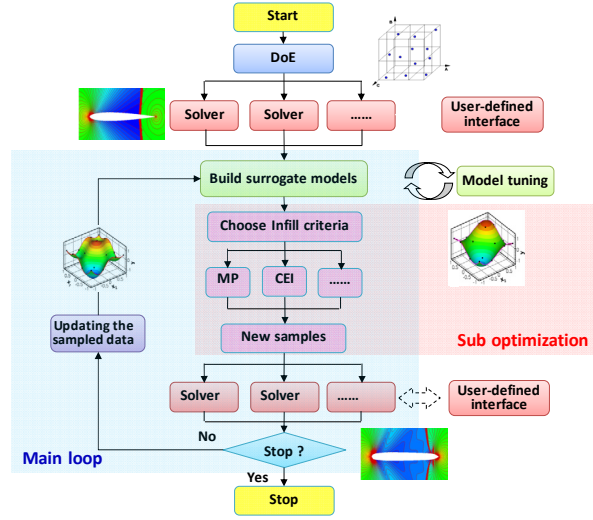 Start
DoE
Solver
Solver
......
User-defined
interface
Build surrogate models
Model tuning
Choose Infill criteria
MP
CEI
......
Updating the
sampled data
New samples
Sub optimization
Solver
Solver
......
User-defined
interface
No
Stop ?
Main loop
Yes
Stop